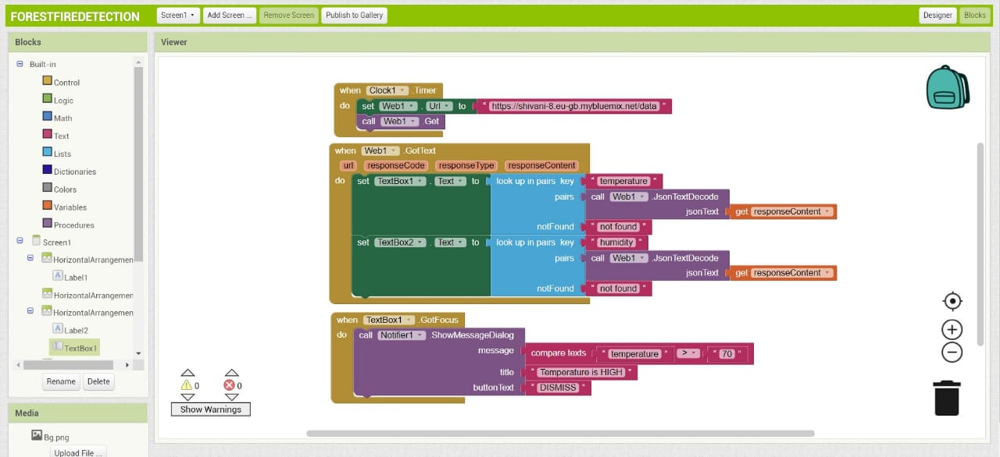 FORESTFIREDETECTION Screen1 Add Screen ... Remove Screen Publish to Gallery Designer Blocks
Blocks
Built-in
Control
Logic
Math
Text
Lists
Dictionaries
Colors
Variables
Procedures
Screen1
HorizontalArrangemen
Label1
HorizontalArrangemen
HorizontalArrangemen
Label2
TextBox1
Rename Delete
Media
Bg.png
Upload File ...
Viewer
when Clock1 .Timer
do set Web1 . Url to " https://shivani-8.eu-gb.mybluemix.net/data "
call Web1 .Get
when Web1 .GotText
url responseCode responseType responseContent
do set TextBox1 . Text to look up in pairs key " temperature "
pairs call Web1 .JsonTextDecode
jsonText get responseContent
notFound " not found "
set TextBox2 . Text to look up in pairs key " humidity "
pairs call Web1 .JsonTextDecode
jsonText get responseContent
notFound " not found "
when TextBox1 .GotFocus
do call Notifier1 .ShowMessageDialog
message compare texts " temperature " > " 70 "
title " Temperature is HIGH "
buttonText " DISMISS "
0 0
Show Warnings